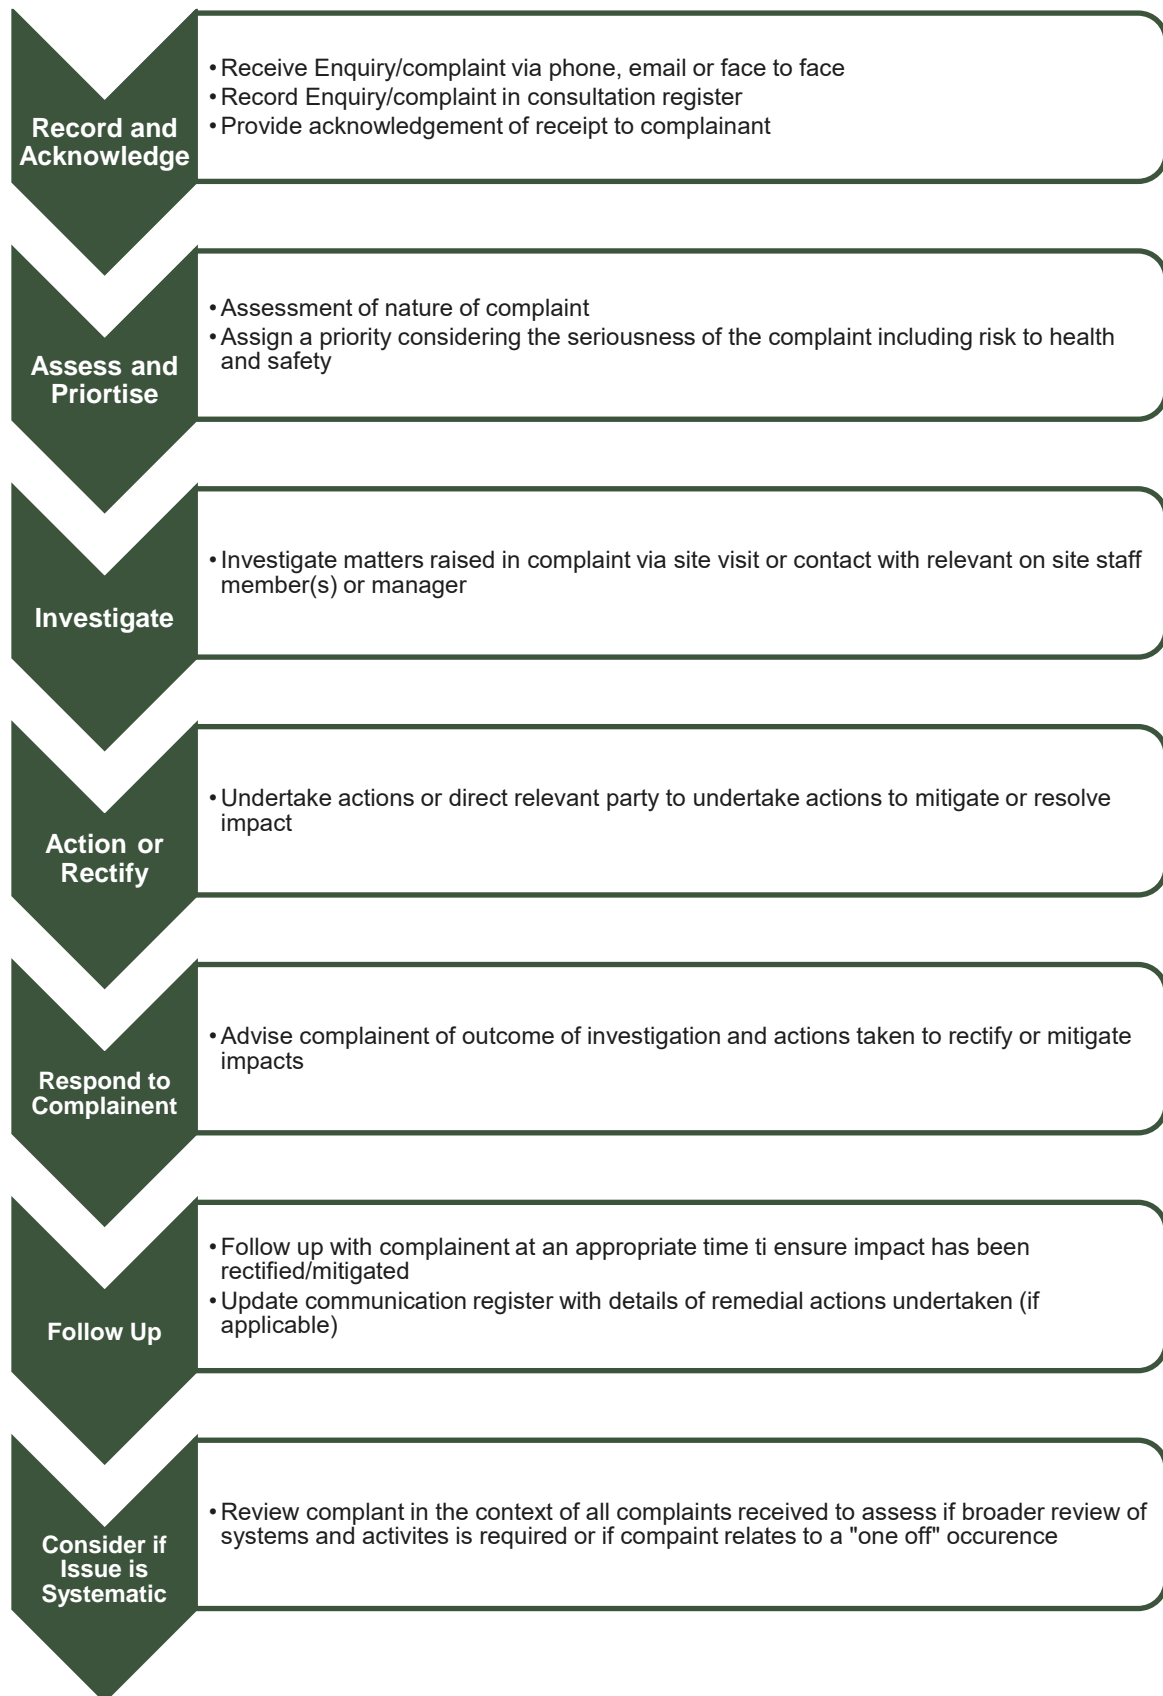 Record and
Acknowledge
•Receive Enquiry/complaint via phone, email or face to face
•Record Enquiry/complaint in consultation register
•Provide acknowledgement of receipt to complainant
Assess and
Priortise
•Assessment of nature of complaint
•Assign a priority considering the seriousness of the complaint including risk to health
and safety
Investigate
•Investigate matters raised in complaint via site visit or contact with relevant on site staff
member(s) or manager
Action or
Rectify
•Undertake actions or direct relevant party to undertake actions to mitigate or resolve
impact
Respond to
Complainent
•Advise complainent of outcome of investigation and actions taken to rectify or mitigate
impacts
Follow Up
•Follow up with complainent at an appropriate time ti ensure impact has been
rectified/mitigated
•Update communication register with details of remedial actions undertaken (if
applicable)
Consider if
Issue is
Systematic
•Review complant in the context of all complaints received to assess if broader review of
systems and activites is required or if compaint relates to a "one off" occurence